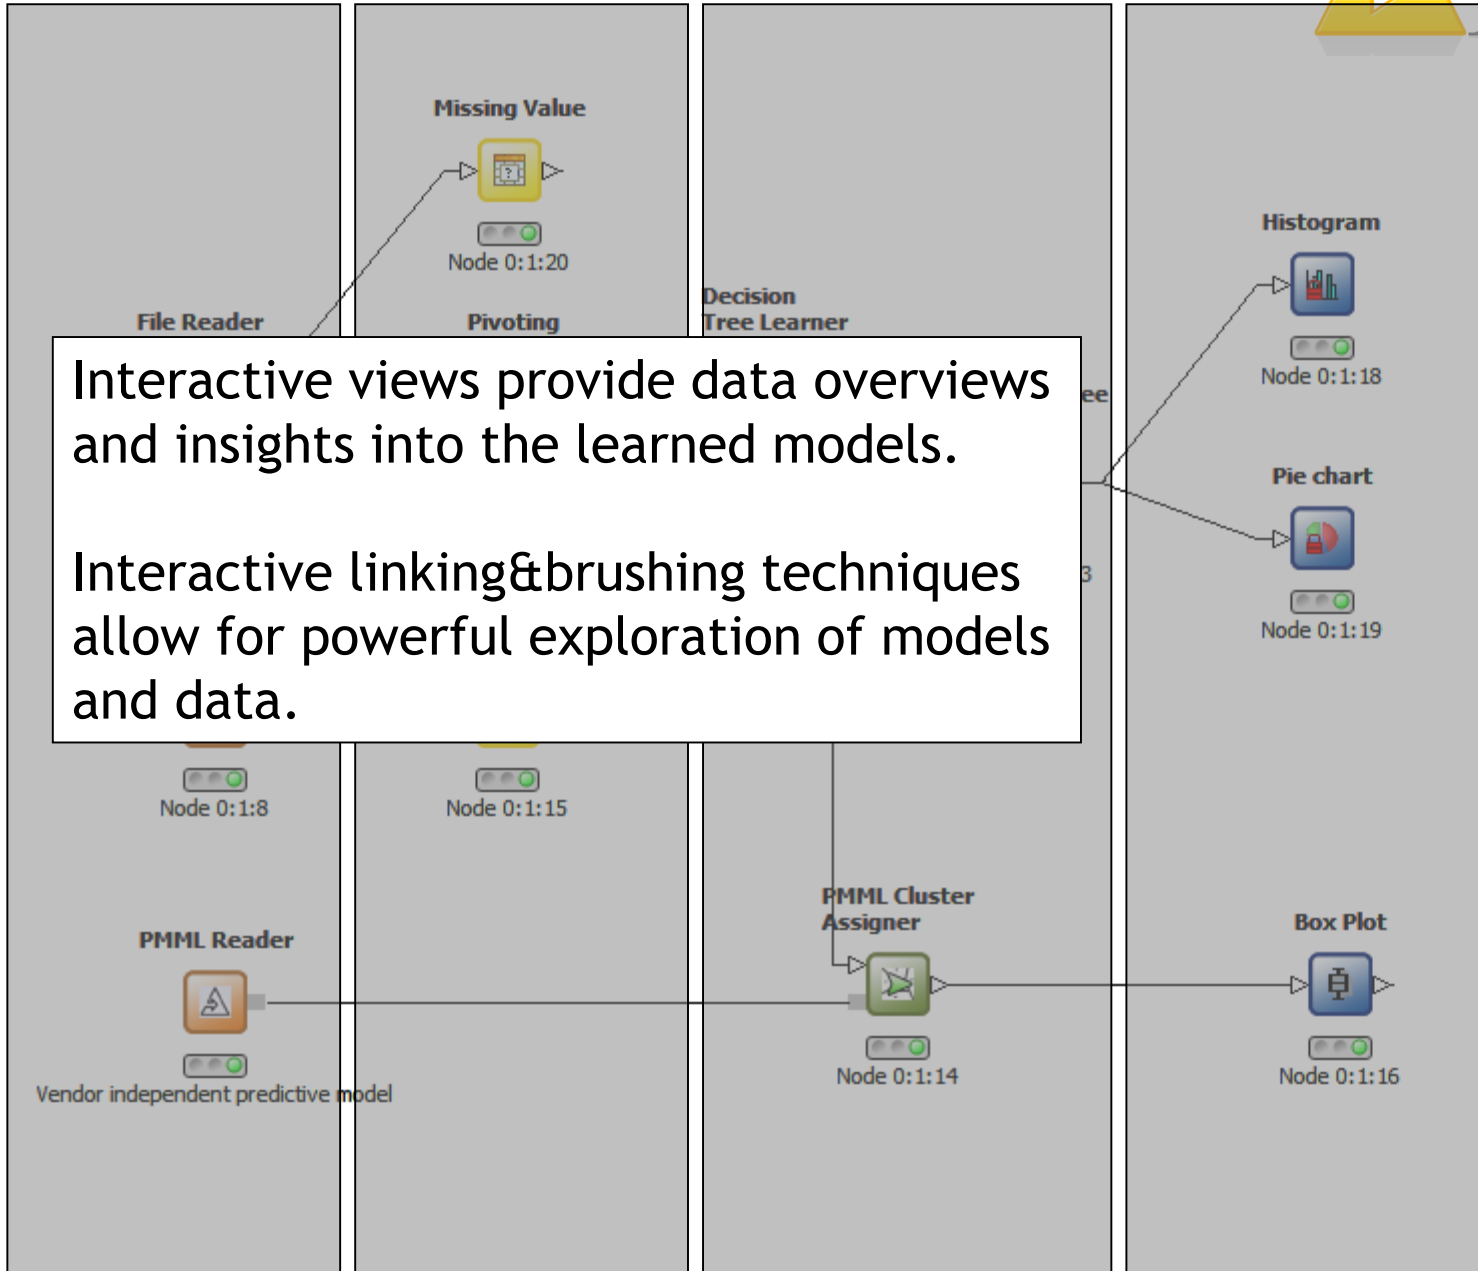 Missing Value
Node 0:1:20
File Reader
Pivoting
Decision
Tree Learner
Histogram
Node 0:1:18
Interactive views provide data overviews
and insights into the learned models.
Interactive linking&brushing techniques
allow for powerful exploration of models
and data.
ee
3
Pie chart
Node 0:1:19
Node 0:1:8
Node 0:1:15
PMML Reader
Vendor independent predictive model
PMML Cluster
Assigner
Node 0:1:14
Box Plot
Node 0:1:16